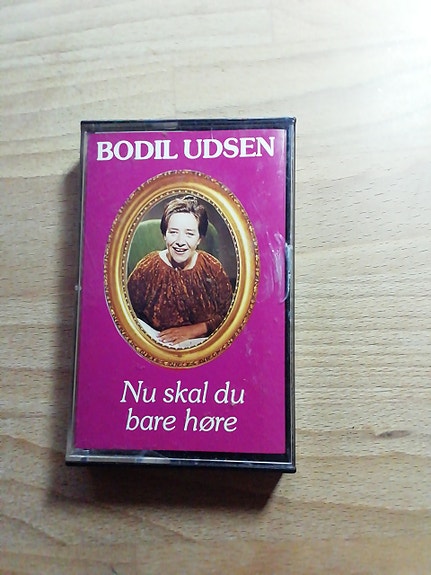 BODIL UDSEN
Nu skal du
bare høre